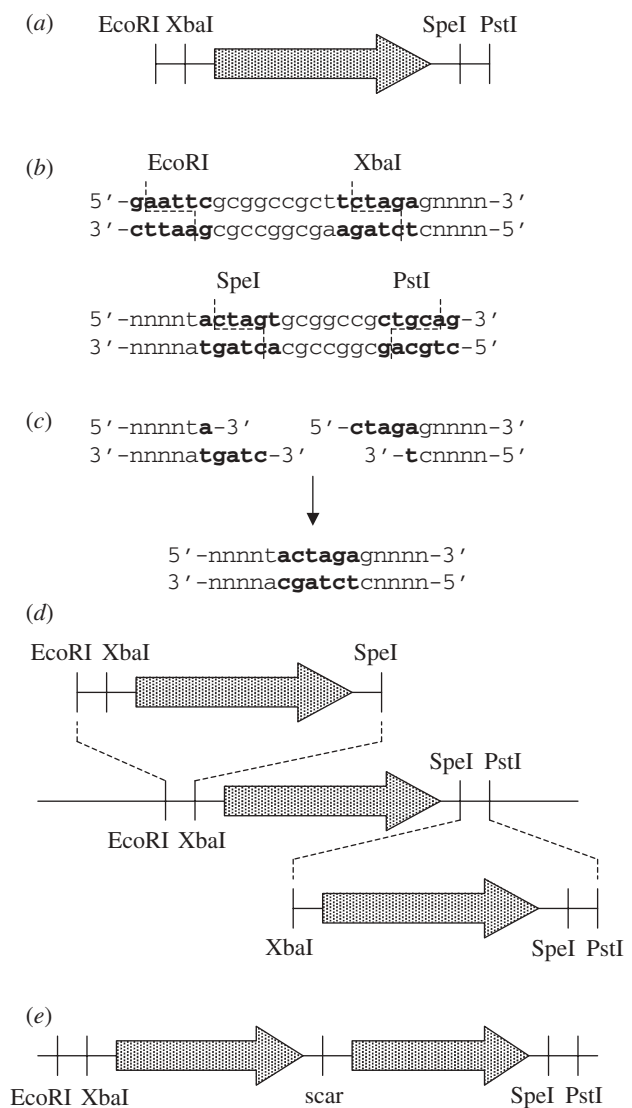 (a)
EcoRI XbaI SpeI PstI
(b)
EcoRI XbaI
5′-gaattcgcggccgcttctagagnnnn-3′
3′-cttaagcgccggcgaagatctcnnnn-5′
SpeI PstI
5′-nnnntactagtgcggccgctgcag-3′
3′-nnnnatgatcacgccggcgacgtc-5′
(c)
5′-nnnnta-3′ 5′-ctagagnnnn-3′
3′-nnnnatgatc-3′ 3′-tcnnnn-5′
5′-nnnntactagagnnnn-3′
3′-nnnnacgatctcnnnn-5′
(d)
EcoRI XbaI SpeI
SpeI PstI
EcoRI XbaI
XbaI SpeI PstI
(e)
EcoRI XbaI scar SpeI PstI